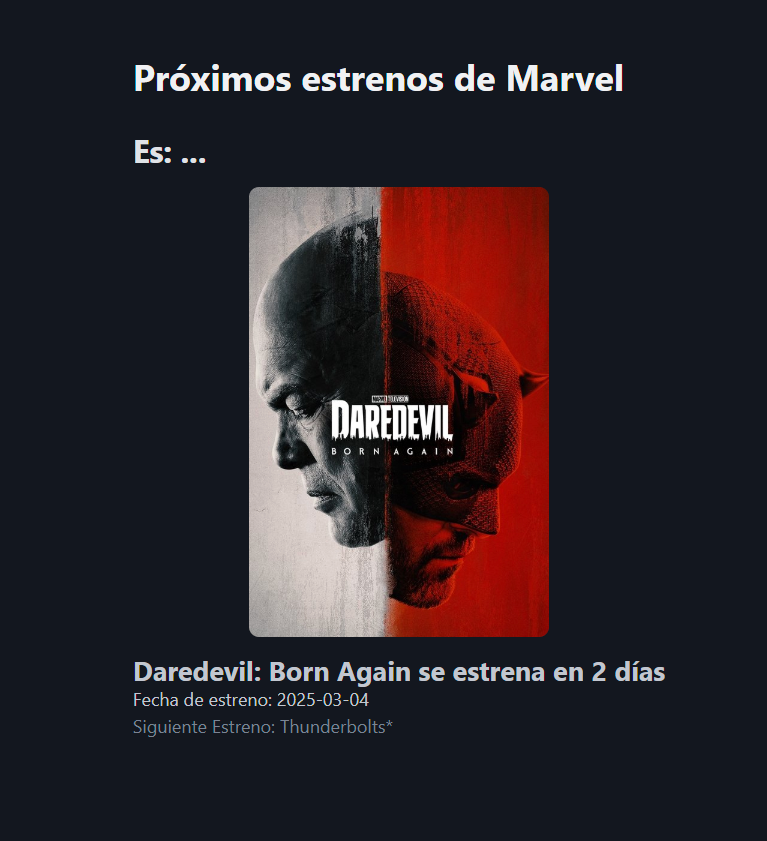 Próximos estrenos de Marvel
Es: ...
MARVEL TELEVISION
DAREDEVIL
BORN AGAIN
Daredevil: Born Again se estrena en 2 días
Fecha de estreno: 2025-03-04
Siguiente Estreno: Thunderbolts*